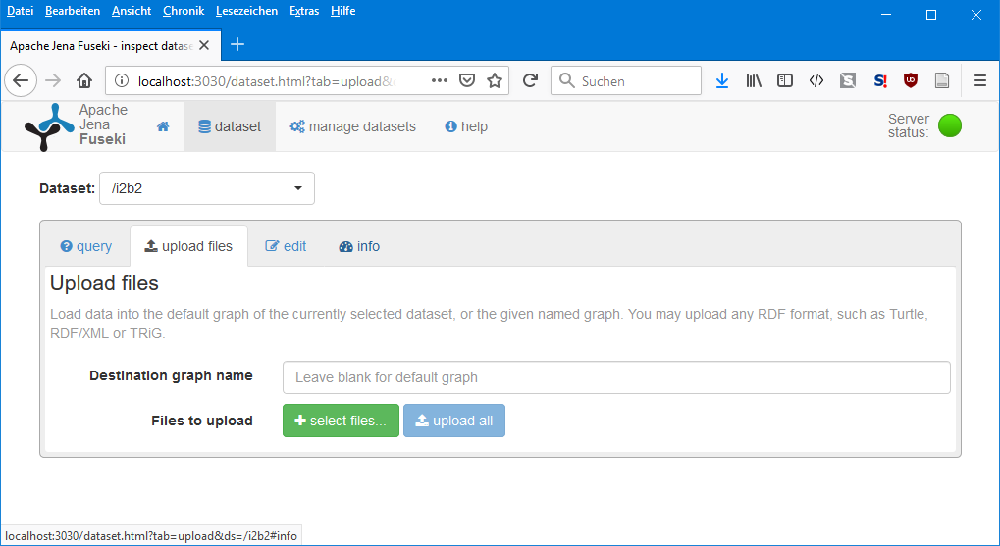 Datei Bearbeiten Ansicht Chronik Lesezeichen Extras Hilfe
Apache Jena Fuseki - inspect datase
localhost:3030/dataset.html?tab=upload&d
Suchen
Apache
Jena
Fuseki
dataset
manage datasets
help
Server
status:
Dataset: /i2b2
query
upload files
edit
info
Upload files
Load data into the default graph of the currently selected dataset, or the given named graph. You may upload any RDF format, such as Turtle,
RDF/XML or TRiG.
Destination graph name Leave blank for default graph
Files to upload select files... upload all
localhost:3030/dataset.html?tab=upload&ds=/i2b2#info